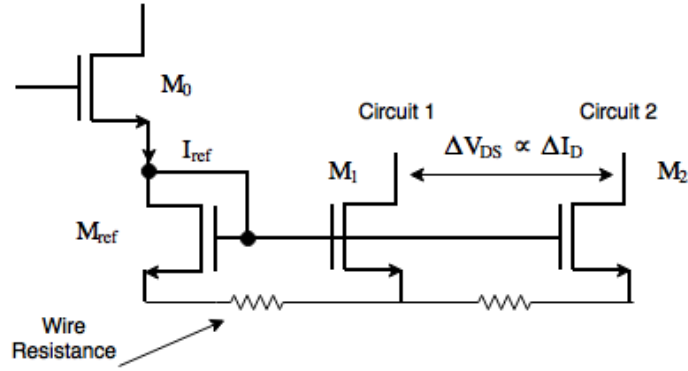 M0
Circuit 1
Circuit 2
Iref
M1
ΔVDS ∝ ΔID
M2
Mref
Wire
Resistance